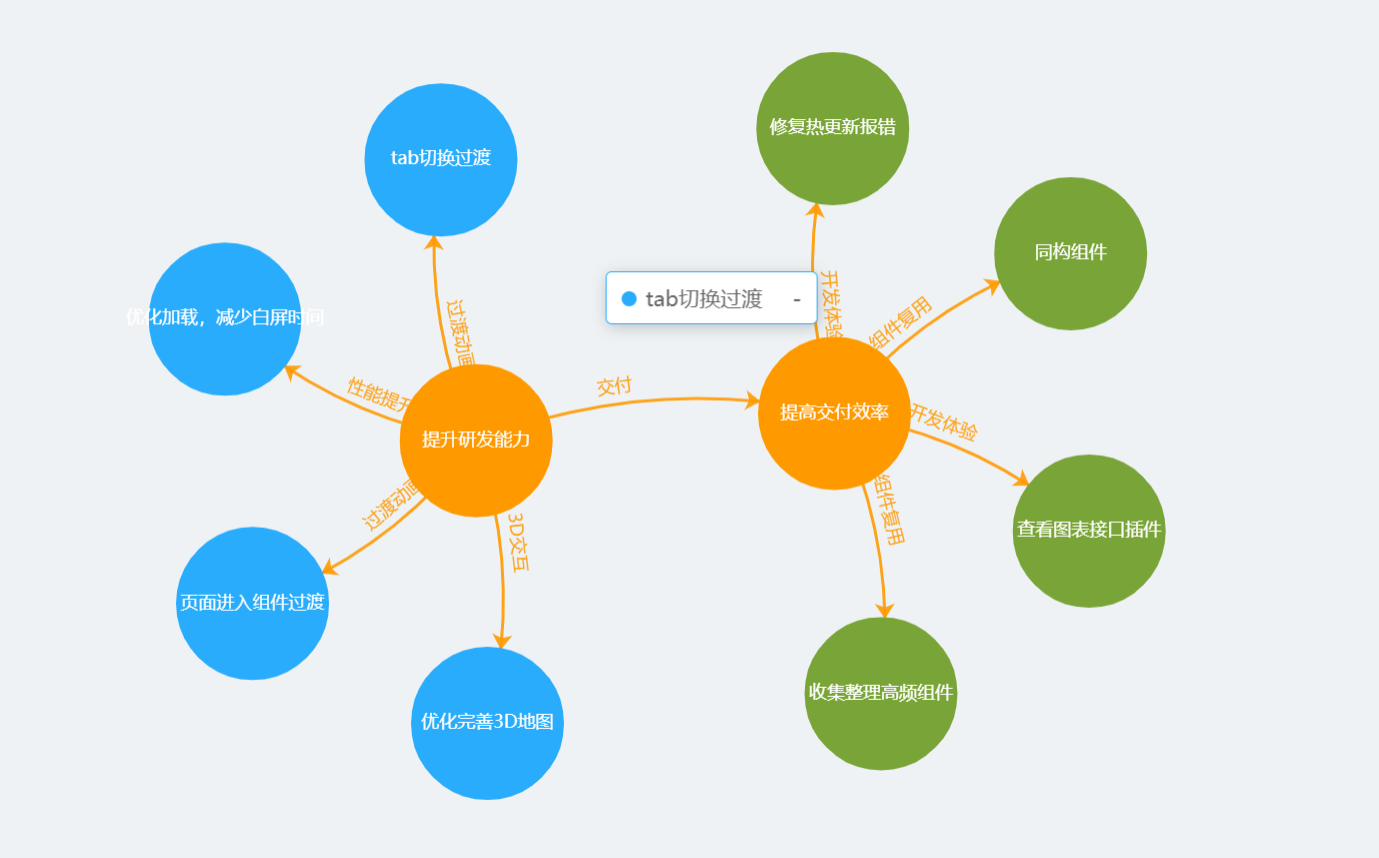 修复热更新报错
tab切换过渡
同构组件
tab切换过渡 -
开发体验
组件复用
过渡动画
优化加载，减少白屏时间
性能提升
交付
提高交付效率
开发体验
提升研发能力
过渡动画
3D交互
组件复用
查看图表接口插件
页面进入组件过渡
收集整理高频组件
优化完善3D地图